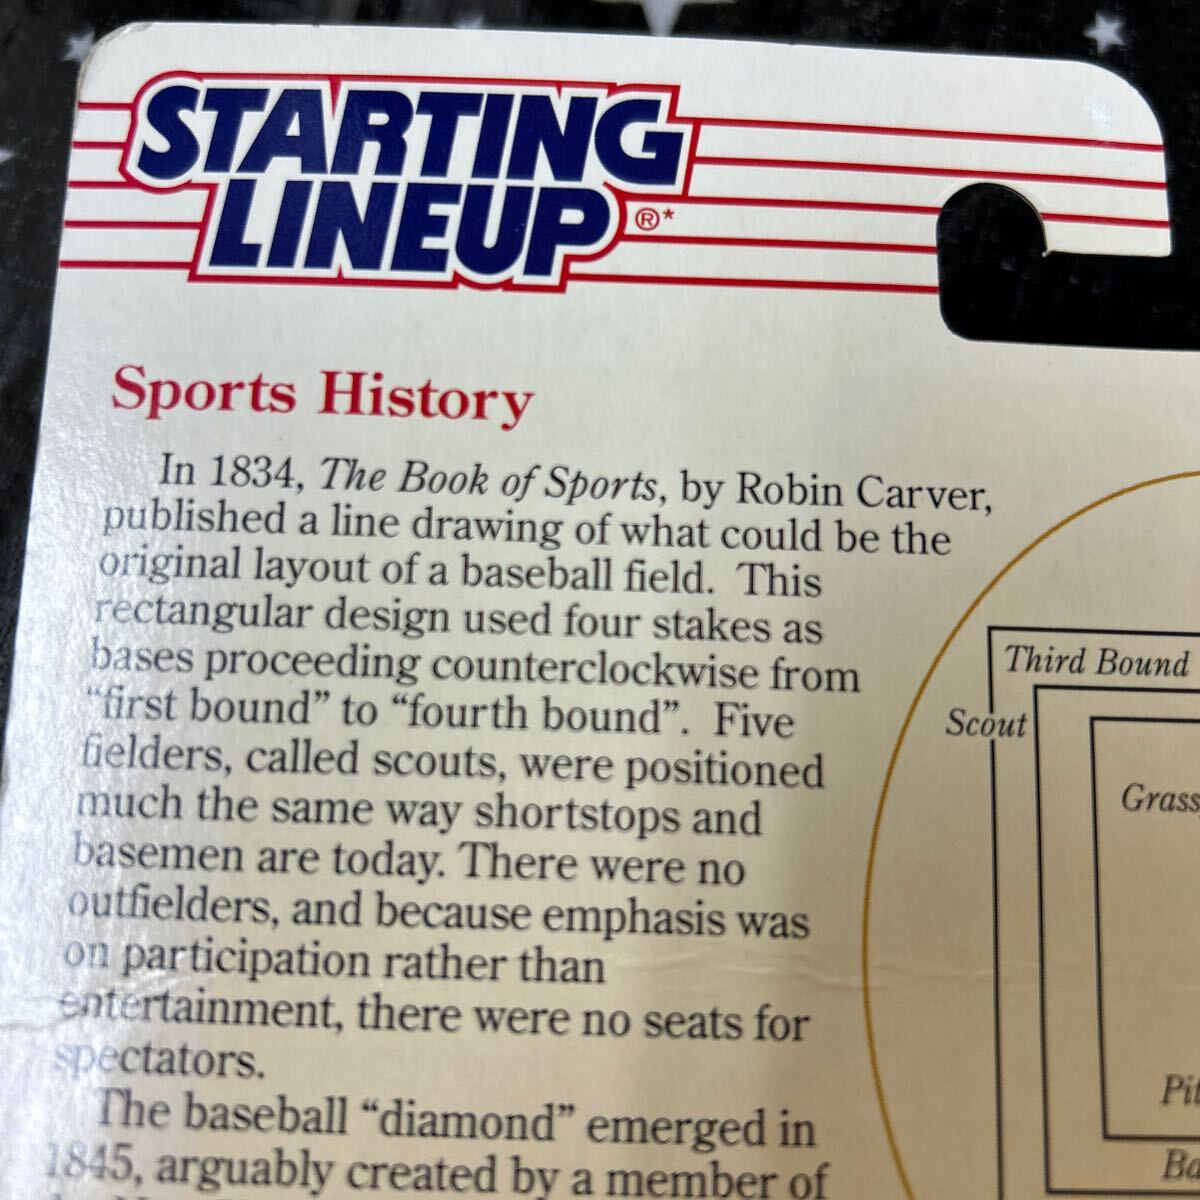 STARTING
LINEUP®*
Sports History
In 1834, The Book of Sports, by Robin Carver,
published a line drawing of what could be the
original layout of a baseball field. This
rectangular design used four stakes as
bases proceeding counterclockwise from
“first bound” to “fourth bound”. Five
fielders, called scouts, were positioned
much the same way shortstops and
basemen are today. There were no
outfielders, and because emphasis was
on participation rather than
entertainment, there were no seats for
spectators.
The baseball “diamond” emerged in
1845, arguably created by a member of
Third Bound
Scout
Grass